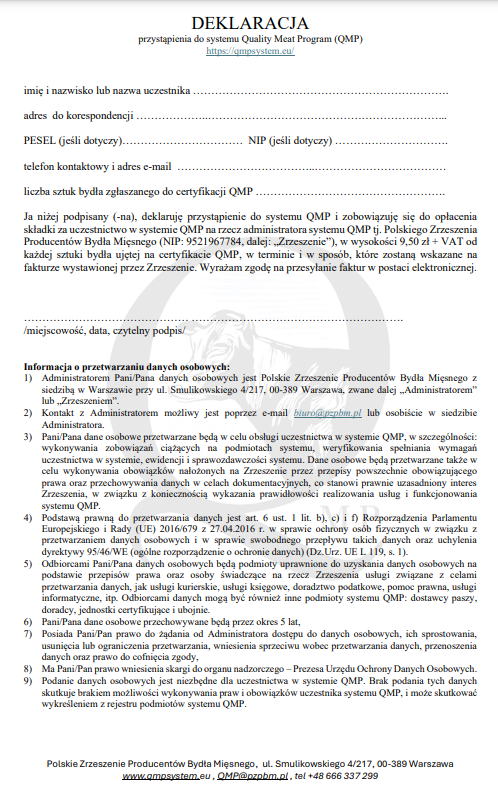 DEKLARACJA
przystąpienia do systemu Quality Meat Program (QMP)
https://qmpsystem.eu/
imię i nazwisko lub nazwa uczestnika ……………………………………………………………….
adres do korespondencji ………………..…………………………………………………………...
PESEL (jeśli dotyczy)…………………………… NIP (jeśli dotyczy) ………………………….
telefon kontaktowy i adres e-mail …………………………………………………………………
liczba sztuk bydła zgłaszanego do certyfikacji QMP …………………………………………….
Ja niżej podpisany (-na), deklaruję przystąpienie do systemu QMP i zobowiązuję się do opłacenia
składki za uczestnictwo w systemie QMP na rzecz administratora systemu QMP tj. Polskiego Zrzeszenia
Producentów Bydła Mięsnego (NIP: 9521967784, dalej: „Zrzeszenie”), w wysokości 9,50 zł + VAT od
każdej sztuki bydła ujętej na certyfikacie QMP, w terminie i w sposób, które zostaną wskazane na
fakturze wystawionej przez Zrzeszenie. Wyrażam zgodę na przesyłanie faktur w postaci elektronicznej.
…………………………………………………………………………………………….
/miejscowość, data, czytelny podpis/
Informacja o przetwarzaniu danych osobowych:
1) Administratorem Pani/Pana danych osobowych jest Polskie Zrzeszenie Producentów Bydła Mięsnego z
siedzibą w Warszawie przy ul. Smulikowskiego 4/217, 00-389 Warszawa, zwane dalej „Administratorem”
lub „Zrzeszeniem”.
2) Kontakt z Administratorem możliwy jest poprzez e-mail biuro@pzpbm.pl lub osobiście w siedzibie
Administratora.
3) Pani/Pan dane osobowe przetwarzane będą w celu obsługi uczestnictwa w systemie QMP, w szczególności:
wykonywania zobowiązań ciążących na podmiotach systemu, weryfikowania spełniania wymagań
uczestnictwa w systemie, ewidencji i sprawozdawczości systemu. Dane osobowe będą przetwarzane także w
celu wykonywania obowiązków nałożonych na Zrzeszenie przez przepisy powszechnie obowiązującego
prawa oraz przechowywania danych w celach dokumentacyjnych, co stanowi prawnie uzasadniony interes
Zrzeszenia, w związku z koniecznością wykazania prawidłowości realizowania usług i funkcjonowania
systemu QMP.
4) Podstawą prawną do przetwarzania danych jest art. 6 ust. 1 lit. b), c) i f) Rozporządzenia Parlamentu
Europejskiego i Rady (UE) 2016/679 z 27.04.2016 r. w sprawie ochrony osób fizycznych w związku z
przetwarzaniem danych osobowych i w sprawie swobodnego przepływu takich danych oraz uchylenia
dyrektywy 95/46/WE (ogólne rozporządzenie o ochronie danych) (Dz.Urz. UE L 119, s. 1).
5) Odbiorcami Pani/Pana danych osobowych będą podmioty uprawnione do uzyskania danych osobowych na
podstawie przepisów prawa oraz osoby świadczące na rzecz Zrzeszenia usługi związane z celami
przetwarzania danych, jak usługi kurierskie, usługi księgowe, doradztwo podatkowe, pomoc prawna, usługi
informatyczne, itp. Odbiorcami danych mogą być również inne podmioty systemu QMP: dostawcy paszy,
doradcy, jednostki certyfikujące i ubojnie.
6) Pani/Pana dane osobowe przechowywane będą przez okres 5 lat,
7) Posiada Pani/Pan prawo do żądania od Administratora dostępu do danych osobowych, ich sprostowania,
usunięcia lub ograniczenia przetwarzania, wniesienia sprzeciwu wobec przetwarzania danych, przenoszenia
danych oraz prawo do cofnięcia zgody,
8) Ma Pani/Pan prawo wniesienia skargi do organu nadzorczego – Prezesa Urzędu Ochrony Danych Osobowych.
9) Podanie danych osobowych jest niezbędne dla uczestnictwa w systemie QMP. Brak podania tych danych
skutkuje brakiem możliwości wykonywania praw i obowiązków uczestnika systemu QMP, i może skutkować
wykreśleniem z rejestru podmiotów systemu QMP.
Polskie Zrzeszenie Producentów Bydła Mięsnego, ul. Smulikowskiego 4/217, 00-389 Warszawa
www.qmpsystem.eu , QMP@pzpbm.pl , tel +48 666 337 299